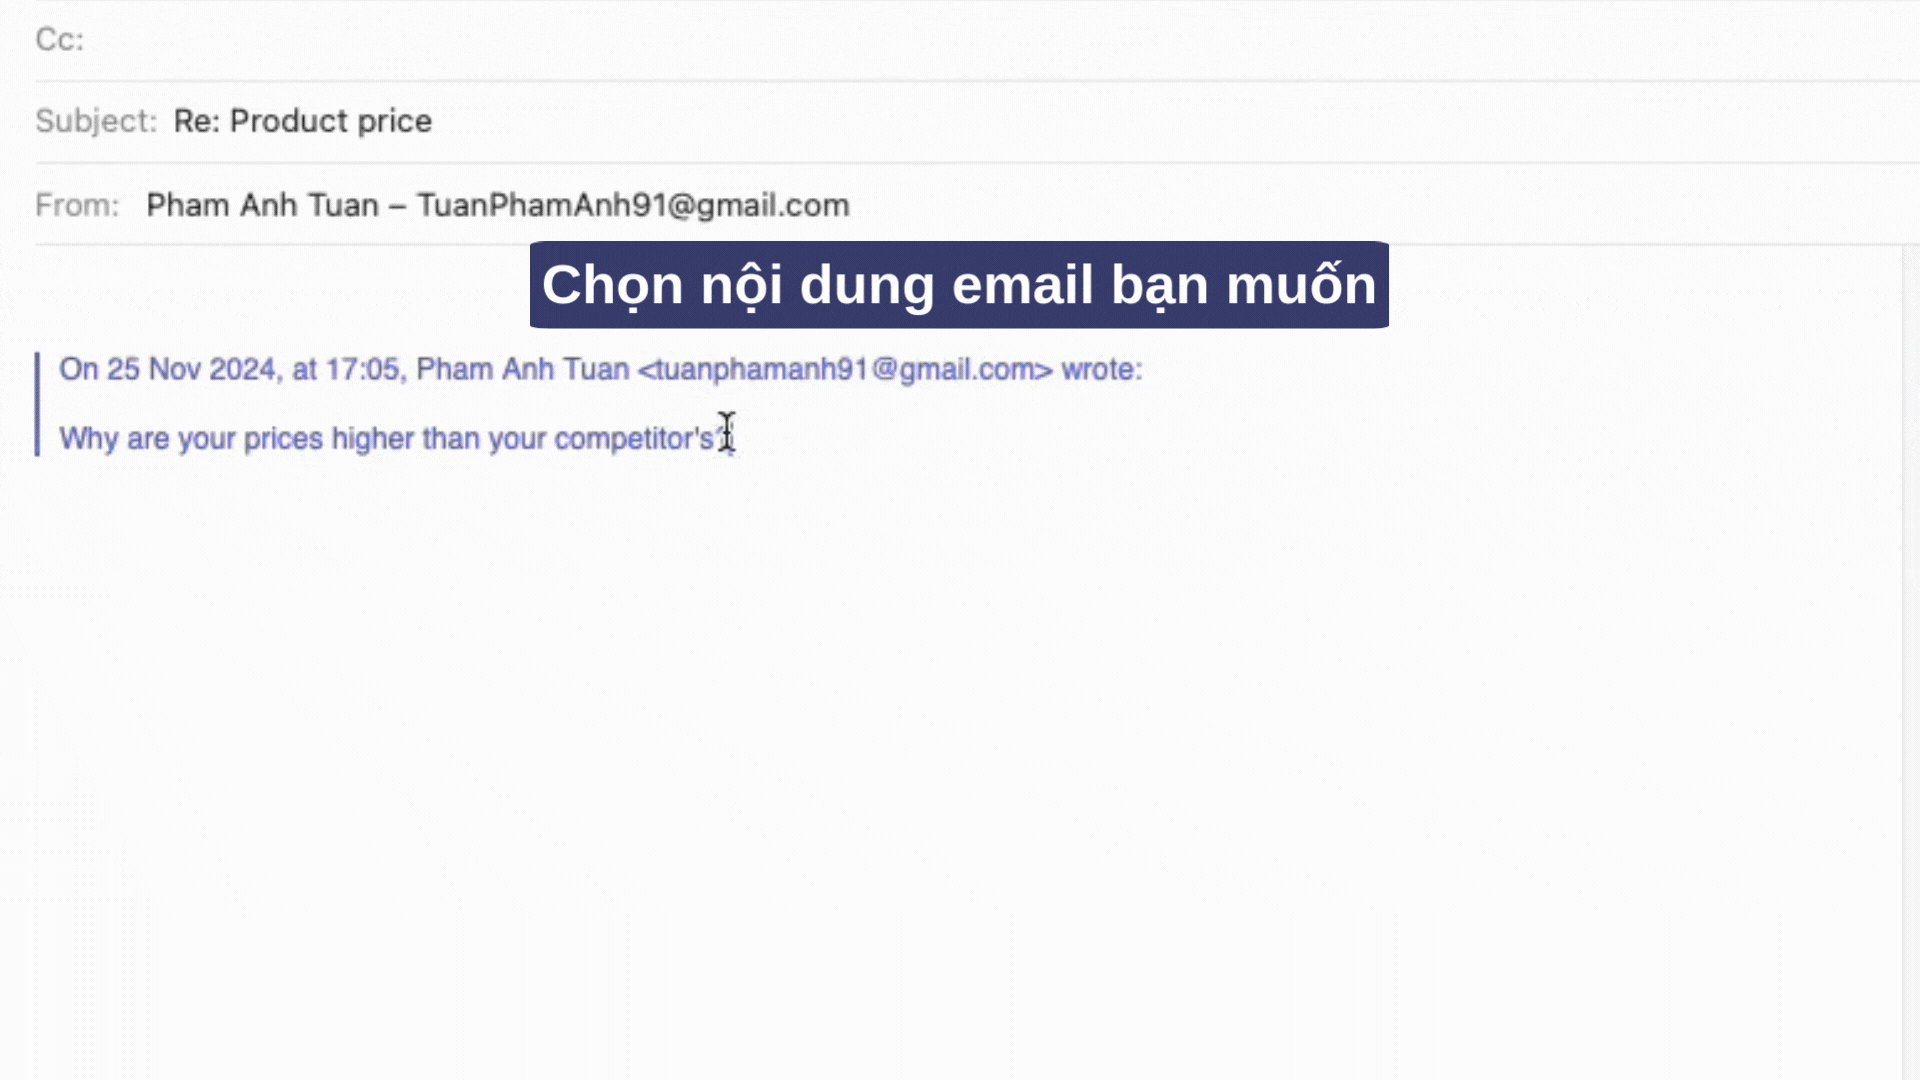 Cc:
Subject: Re: Product price
From: Pham Anh Tuan – TuanPhamAnh91@gmail.com
Chọn nội dung email bạn muốn
On 25 Nov 2024, at 17:05, Pham Anh Tuan <tuanphamanh91@gmail.com> wrote:
Why are your prices higher than your competitor's?